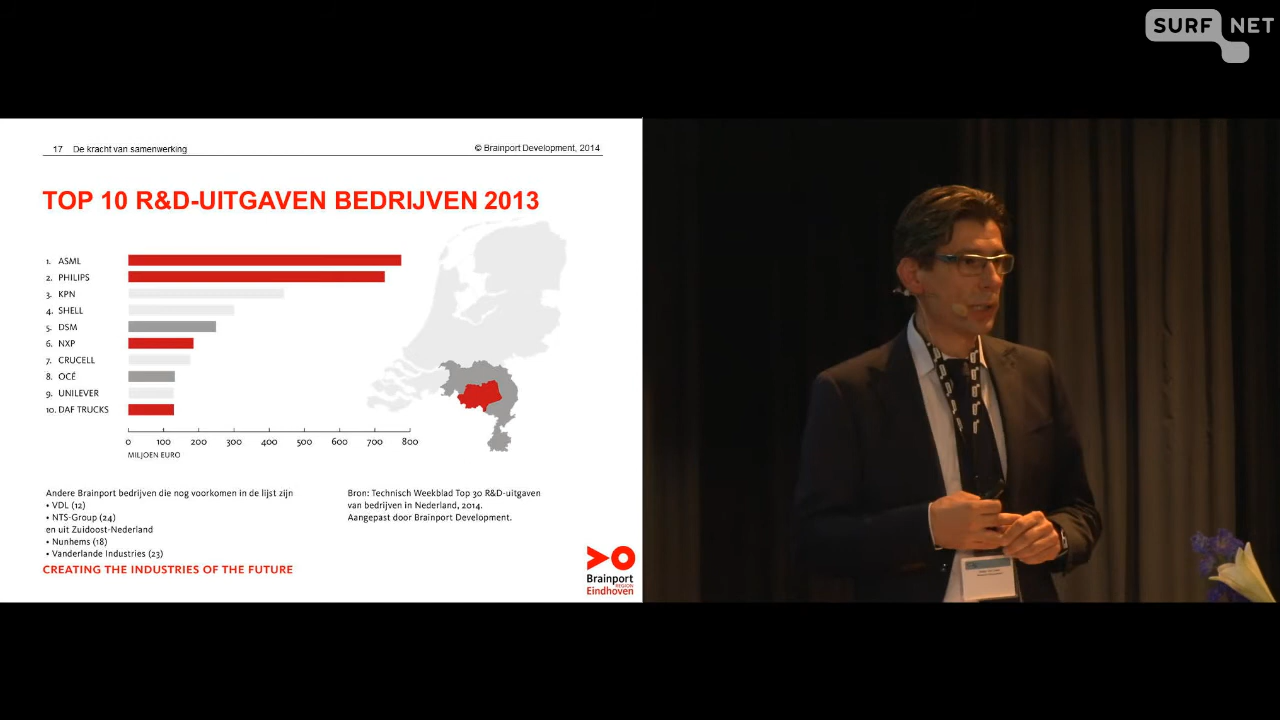 SURF NET
17 De kracht van samenwerking
© Brainport Development, 2014
TOP 10 R&D-UITGAVEN BEDRIJVEN 2013
1. ASML
2. PHILIPS
3. KPN
4. SHELL
5. DSM
6. NXP
7. CRUCELL
8. OCÉ
9. UNILEVER
10. DAF TRUCKS
0 100 200 300 400 500 600 700 800
MILJOEN EURO
Andere Brainport bedrijven die nog voorkomen in de lijst zijn
• VDL (12)
• NTS-Group (24)
en uit Zuidoost-Nederland
• Nunhems (18)
• Vanderlande Industries (23)
Bron: Technisch Weekblad Top 30 R&D-uitgaven
van bedrijven in Nederland, 2014.
Aangepast door Brainport Development.
CREATING THE INDUSTRIES OF THE FUTURE
Brainport
REGION
Eindhoven